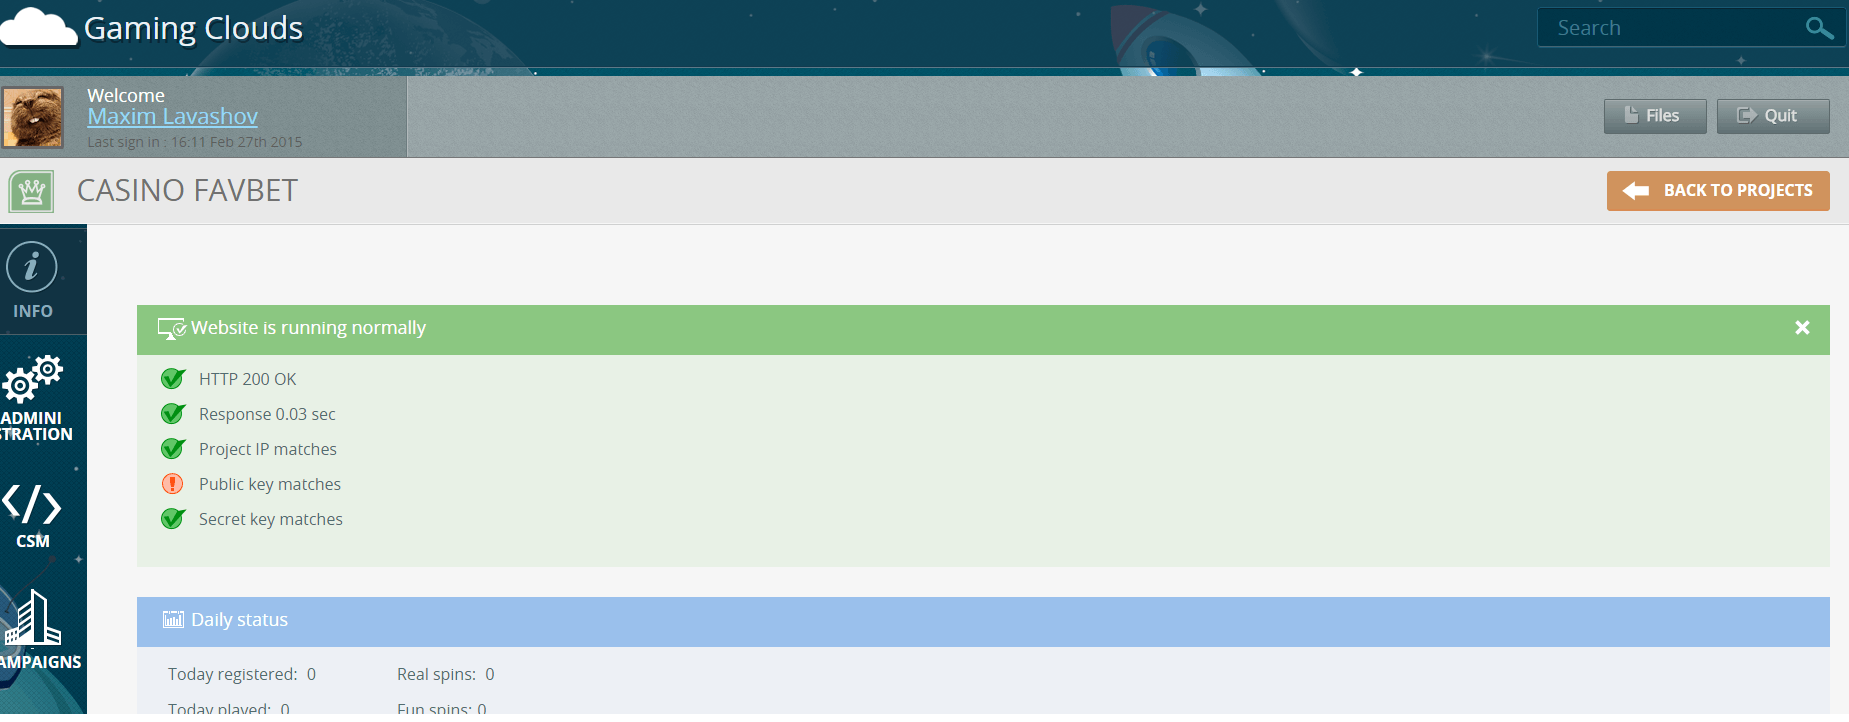 Gaming Clouds
Search
Welcome
Maxim Lavashov
Last sign in : 16:11 Feb 27th 2015
Files
Quit
CASINO FAVBET
BACK TO PROJECTS
INFO
ADMINI
STRATION
CSM
AMPAIGNS
Website is running normally
HTTP 200 OK
Response 0.03 sec
Project IP matches
Public key matches
Secret key matches
Daily status
Today registered: 0
Real spins: 0
Today played: 0
Fun spins: 0